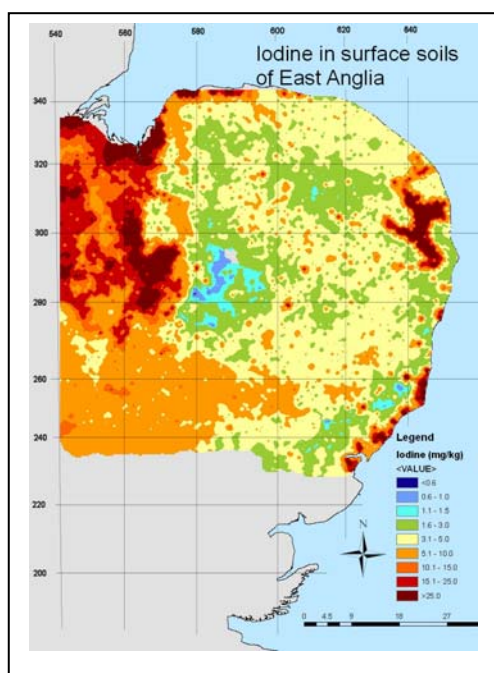 540
580
600
620
640
Iodine in surface soils
of East Anglia
340
320
300
280
260
240
220
200
Legend
Iodine (mg/kg)
<VALUE>
<0.6
0.6 - 1.0
1.1 - 1.5
1.6 - 3.0
3.1 - 5.0
5.1 - 10.0
10.1 - 15.0
15.1 - 25.0
>25.0
N
0 4.5 9 18 27